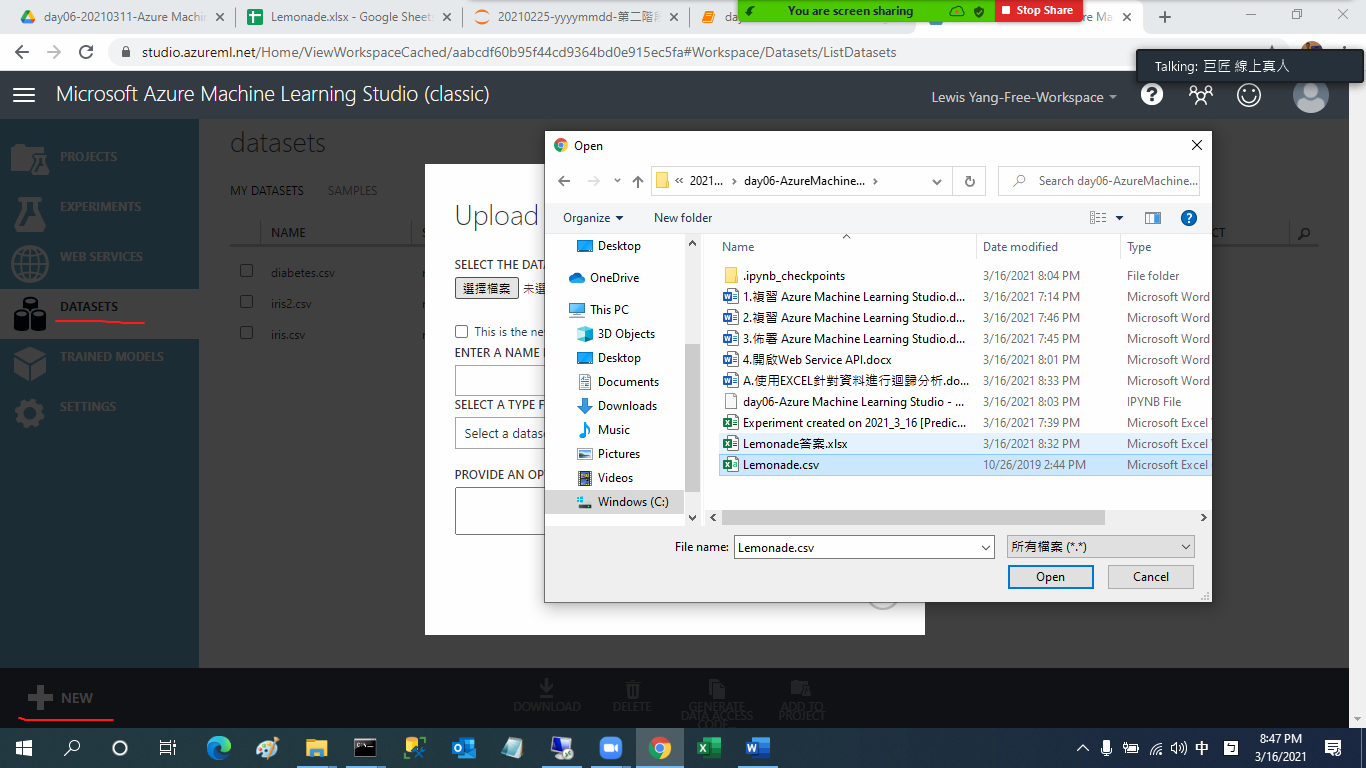 day06-20210311-Azure Machi
Lemonade.xlsx - Google Sheets
20210225-yyyymmdd-第二階段
da
You are screen sharing
Stop Share
re Ma
studio.azureml.net/Home/ViewWorkspaceCached/aabcdf60b95f44cd9364bd0e915ec5fa#Workspace/Datasets/ListDatasets
Talking: 巨匠 線上真人
Microsoft Azure Machine Learning Studio (classic)
Lewis Yang-Free-Workspace
PROJECTS
EXPERIMENTS
WEB SERVICES
DATASETS
TRAINED MODELS
SETTINGS
datasets
MY DATASETS
SAMPLES
NAME
CT
diabetes.csv
iris2.csv
iris.csv
Upload
SELECT THE DATA
選擇檔案 未選
This is the ne
ENTER A NAME
SELECT A TYPE F
Select a datase
PROVIDE AN OP
Open
2021...
day06-AzureMachine...
Search day06-AzureMachine...
Organize
New folder
Desktop
OneDrive
This PC
3D Objects
Desktop
Documents
Downloads
Music
Pictures
Videos
Windows (C:)
Name Date modified Type
.ipynb_checkpoints 3/16/2021 8:04 PM File folder
1.複習 Azure Machine Learning Studio.d... 3/16/2021 7:14 PM Microsoft Word
2.複習 Azure Machine Learning Studio.d... 3/16/2021 7:46 PM Microsoft Word
3.佈署 Azure Machine Learning Studio.d... 3/16/2021 7:45 PM Microsoft Word
4.開啟Web Service API.docx 3/16/2021 8:01 PM Microsoft Word
A.使用EXCEL針對資料進行迴歸分析.do... 3/16/2021 8:33 PM Microsoft Word
day06-Azure Machine Learning Studio - ... 3/16/2021 8:03 PM IPYNB File
Experiment created on 2021_3_16 [Predic... 3/16/2021 7:39 PM Microsoft Excel
Lemonade答案.xlsx 3/16/2021 8:32 PM Microsoft Excel
Lemonade.csv 10/26/2019 2:44 PM Microsoft Excel
File name: Lemonade.csv
所有檔案 (*.*)
Open
Cancel
NEW
DOWNLOAD
DELETE
GENERATE
DATA ACCESS
CODE
ADD TO
PROJECT
中
8:47 PM
3/16/2021